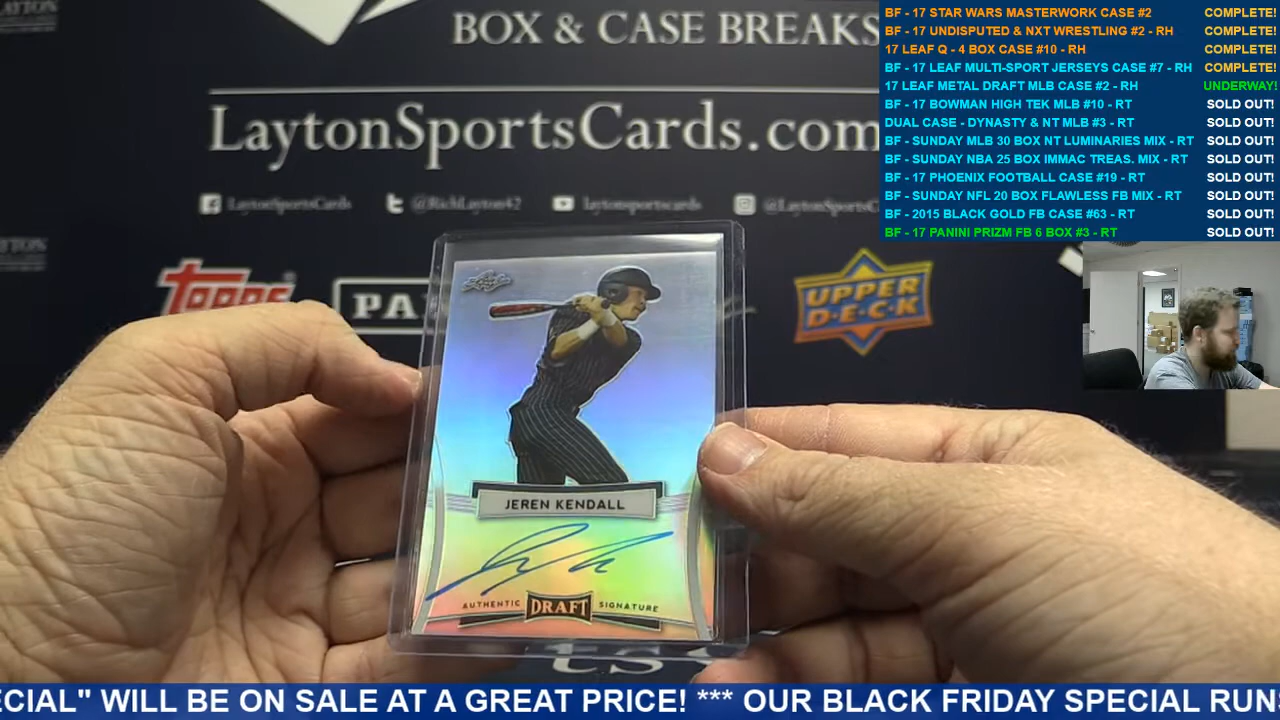 BOX & CASE BREAKS
LaytonSportsCards.com
LaytonSportsCards
@RichLayton42
laytonsportscards
@LaytonSportsC
Topps
PA
UPPER
D·E·C·K
JEREN KENDALL
AUTHENTIC DRAFT SIGNATURE
BF - 17 STAR WARS MASTERWORK CASE #2 COMPLETE!
BF - 17 UNDISPUTED & NXT WRESTLING #2 - RH COMPLETE!
17 LEAF Q - 4 BOX CASE #10 - RH COMPLETE!
BF - 17 LEAF MULTI-SPORT JERSEYS CASE #7 - RH COMPLETE!
17 LEAF METAL DRAFT MLB CASE #2 - RH UNDERWAY!
BF - 17 BOWMAN HIGH TEK MLB #10 - RT SOLD OUT!
DUAL CASE - DYNASTY & NT MLB #3 - RT SOLD OUT!
BF - SUNDAY MLB 30 BOX NT LUMINARIES MIX - RT SOLD OUT!
BF - SUNDAY NBA 25 BOX IMMAC TREAS. MIX - RT SOLD OUT!
BF - 17 PHOENIX FOOTBALL CASE #19 - RT SOLD OUT!
BF - SUNDAY NFL 20 BOX FLAWLESS FB MIX - RT SOLD OUT!
BF - 2015 BLACK GOLD FB CASE #63 - RT SOLD OUT!
BF - 17 PANINI PRIZM FB 6 BOX #3 - RT SOLD OUT!
ECIAL" WILL BE ON SALE AT A GREAT PRICE! *** OUR BLACK FRIDAY SPECIAL RUNS